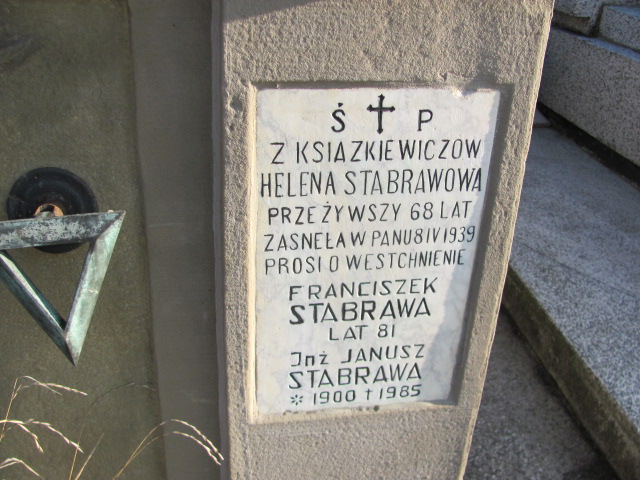 Ś ✝ P
Z KSIAZKIEWICZÓW
HELENA STABRAWOWA
PRZEŻYWSZY 68 LAT
ZASNEŁA W PANU 8 IV 1939
PROSI O WESTCHNIENIE
FRANCISZEK
STABRAWA
LAT 81
Inż JANUSZ
STABRAWA
* 1900 † 1985